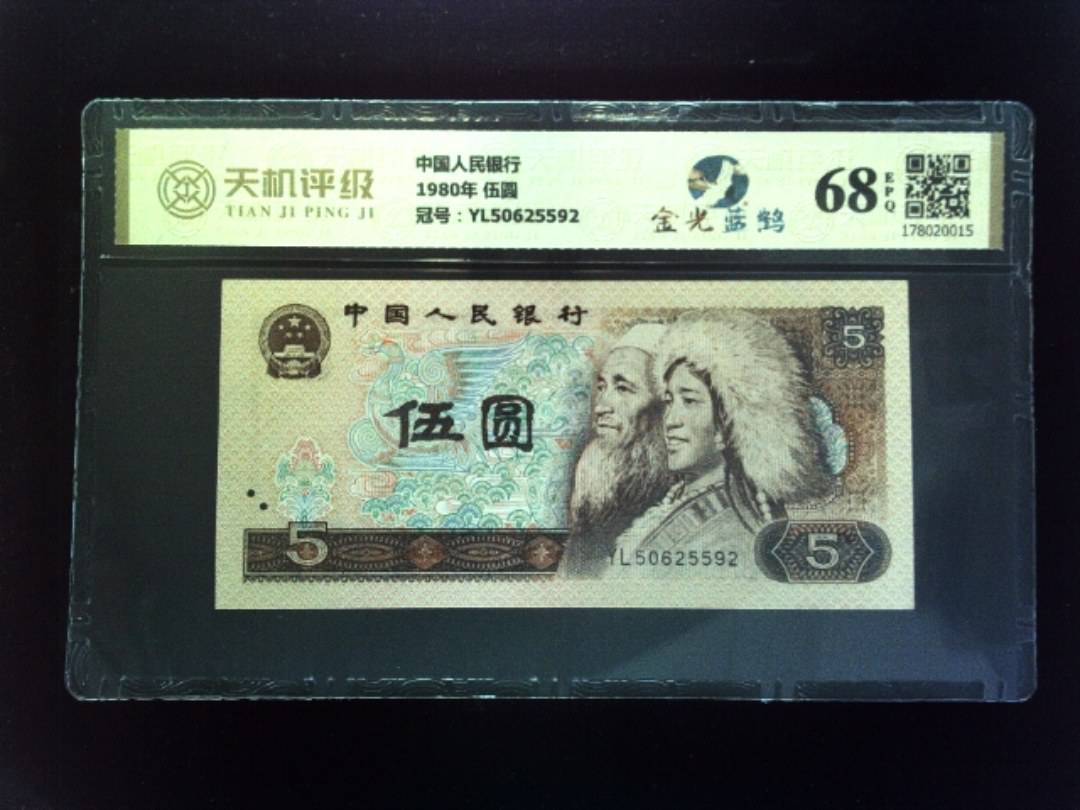 天机评级
TIAN JI PING JI
中国人民银行
1980年 伍圆
冠号：YL50625592
金光蓝鹤
68
EPQ
178020015
中国人民银行
5
伍圆
5
YL50625592
5